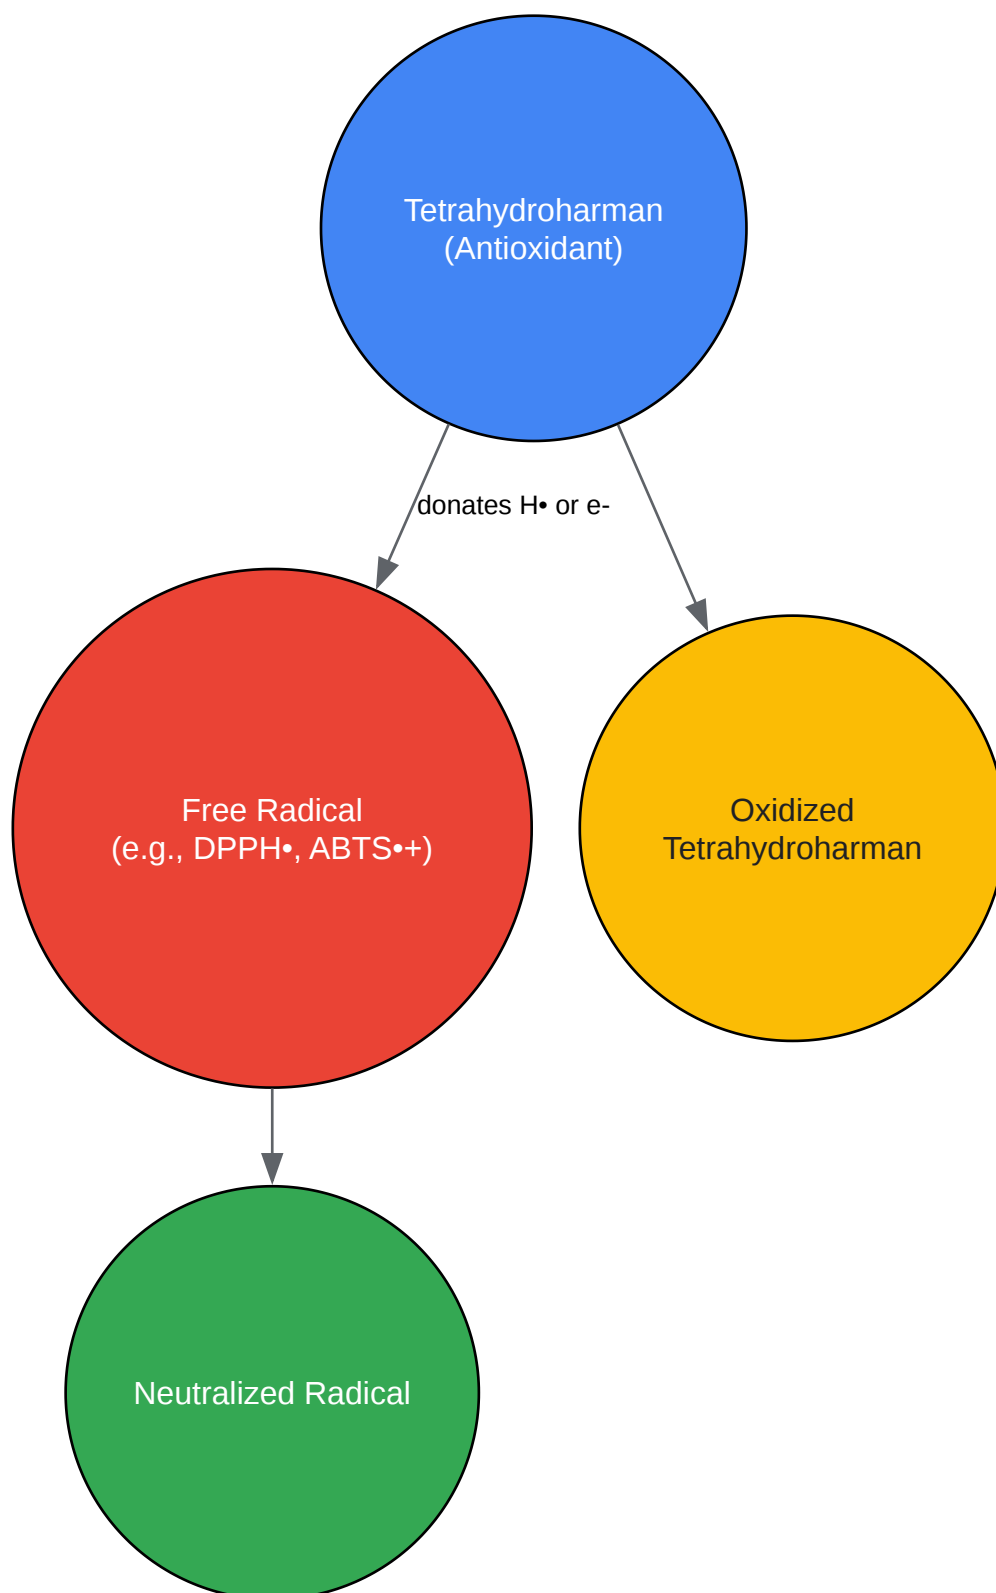 Tetrahydroharman
(Antioxidant)
donates H• or e-
Free Radical
(e.g., DPPH•, ABTS•+)
Oxidized
Tetrahydroharman
Neutralized Radical